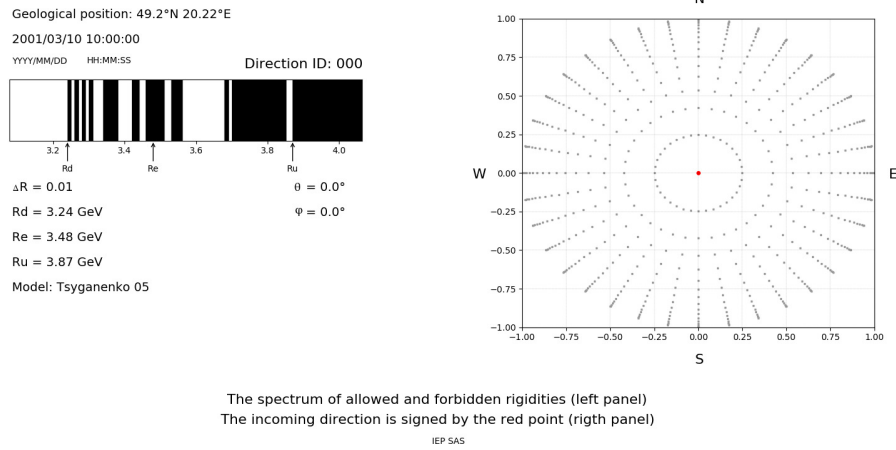 Geological position: 49.2°N 20.22°E
2001/03/10 10:00:00
YYYY/MM/DD HH:MM:SS
Direction ID: 000
3.2 3.4 3.6 3.8 4.0
Rd Re Ru
ΔR = 0.01
θ = 0.0°
Rd = 3.24 GeV
φ = 0.0°
Re = 3.48 GeV
Ru = 3.87 GeV
Model: Tsyganenko 05
N
1.00
0.75
0.50
0.25
0.00
−0.25
−0.50
−0.75
−1.00
W
E
−1.00 −0.75 −0.50 −0.25 0.00 0.25 0.50 0.75 1.00
S
The spectrum of allowed and forbidden rigidities (left panel)
The incoming direction is signed by the red point (rigth panel)
IEP SAS